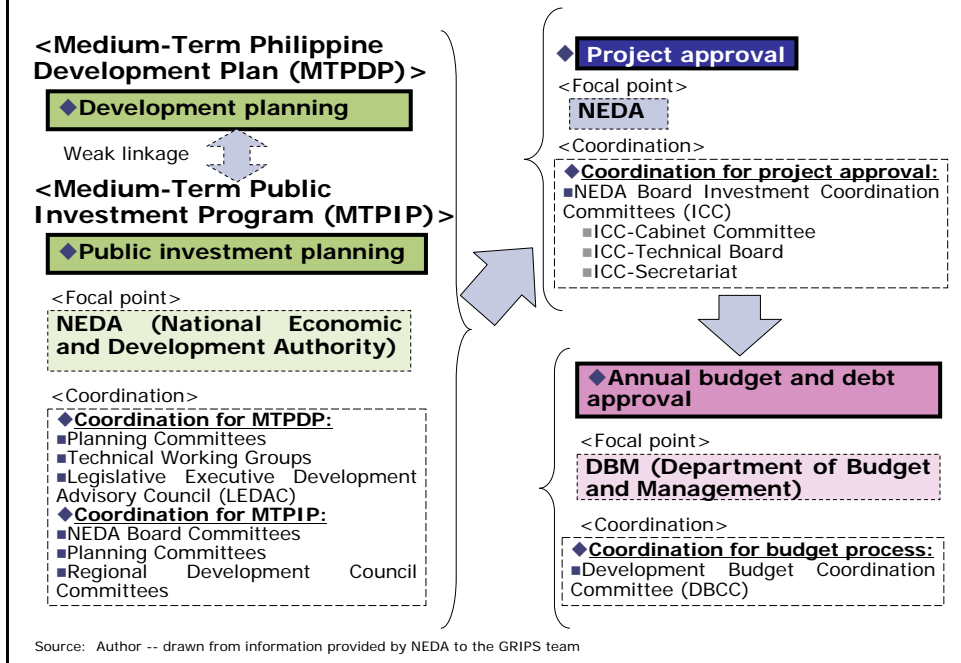 <Medium-Term Philippine
Development Plan (MTPDP)>
◆Development planning
Weak linkage
<Medium-Term Public
Investment Program (MTPIP)>
◆Public investment planning
<Focal point>
NEDA (National Economic
and Development Authority)
<Coordination>
◆Coordination for MTPDP:
■Planning Committees
■Technical Working Groups
■Legislative Executive Development
Advisory Council (LEDAC)
◆Coordination for MTPIP:
■NEDA Board Committees
■Planning Committees
■Regional Development Council
Committees
◆ Project approval
<Focal point>
NEDA
<Coordination>
◆Coordination for project approval:
■NEDA Board Investment Coordination
Committees (ICC)
■ICC-Cabinet Committee
■ICC-Technical Board
■ICC-Secretariat
◆Annual budget and debt
approval
<Focal point>
DBM (Department of Budget
and Management)
<Coordination>
◆Coordination for budget process:
■Development Budget Coordination
Committee (DBCC)
Source: Author -- drawn from information provided by NEDA to the GRIPS team